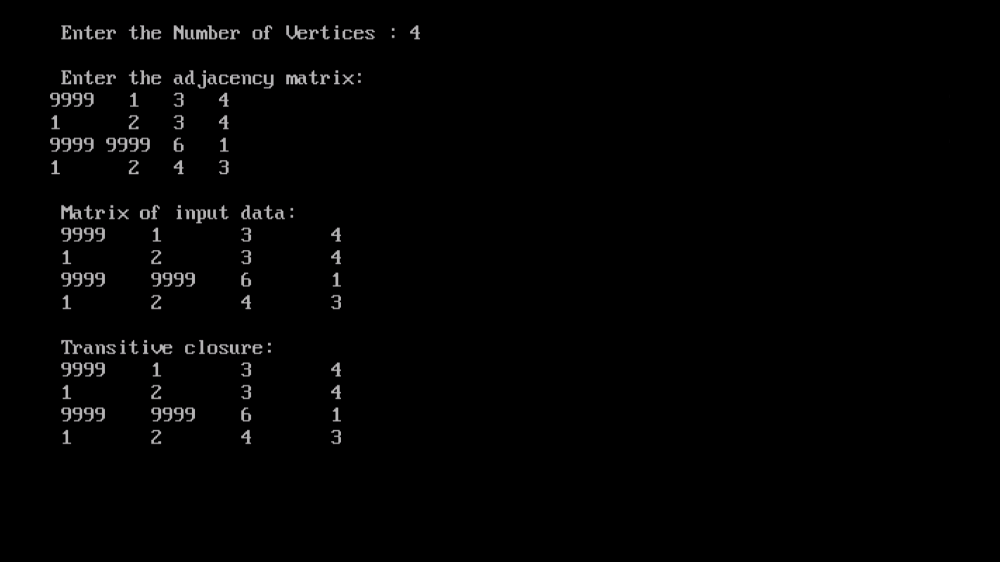 Enter the Number of Vertices : 4
Enter the adjacency matrix:
9999 1 3 4
1 2 3 4
9999 9999 6 1
1 2 4 3
Matrix of input data:
9999 1 3 4
1 2 3 4
9999 9999 6 1
1 2 4 3
Transitive closure:
9999 1 3 4
1 2 3 4
9999 9999 6 1
1 2 4 3